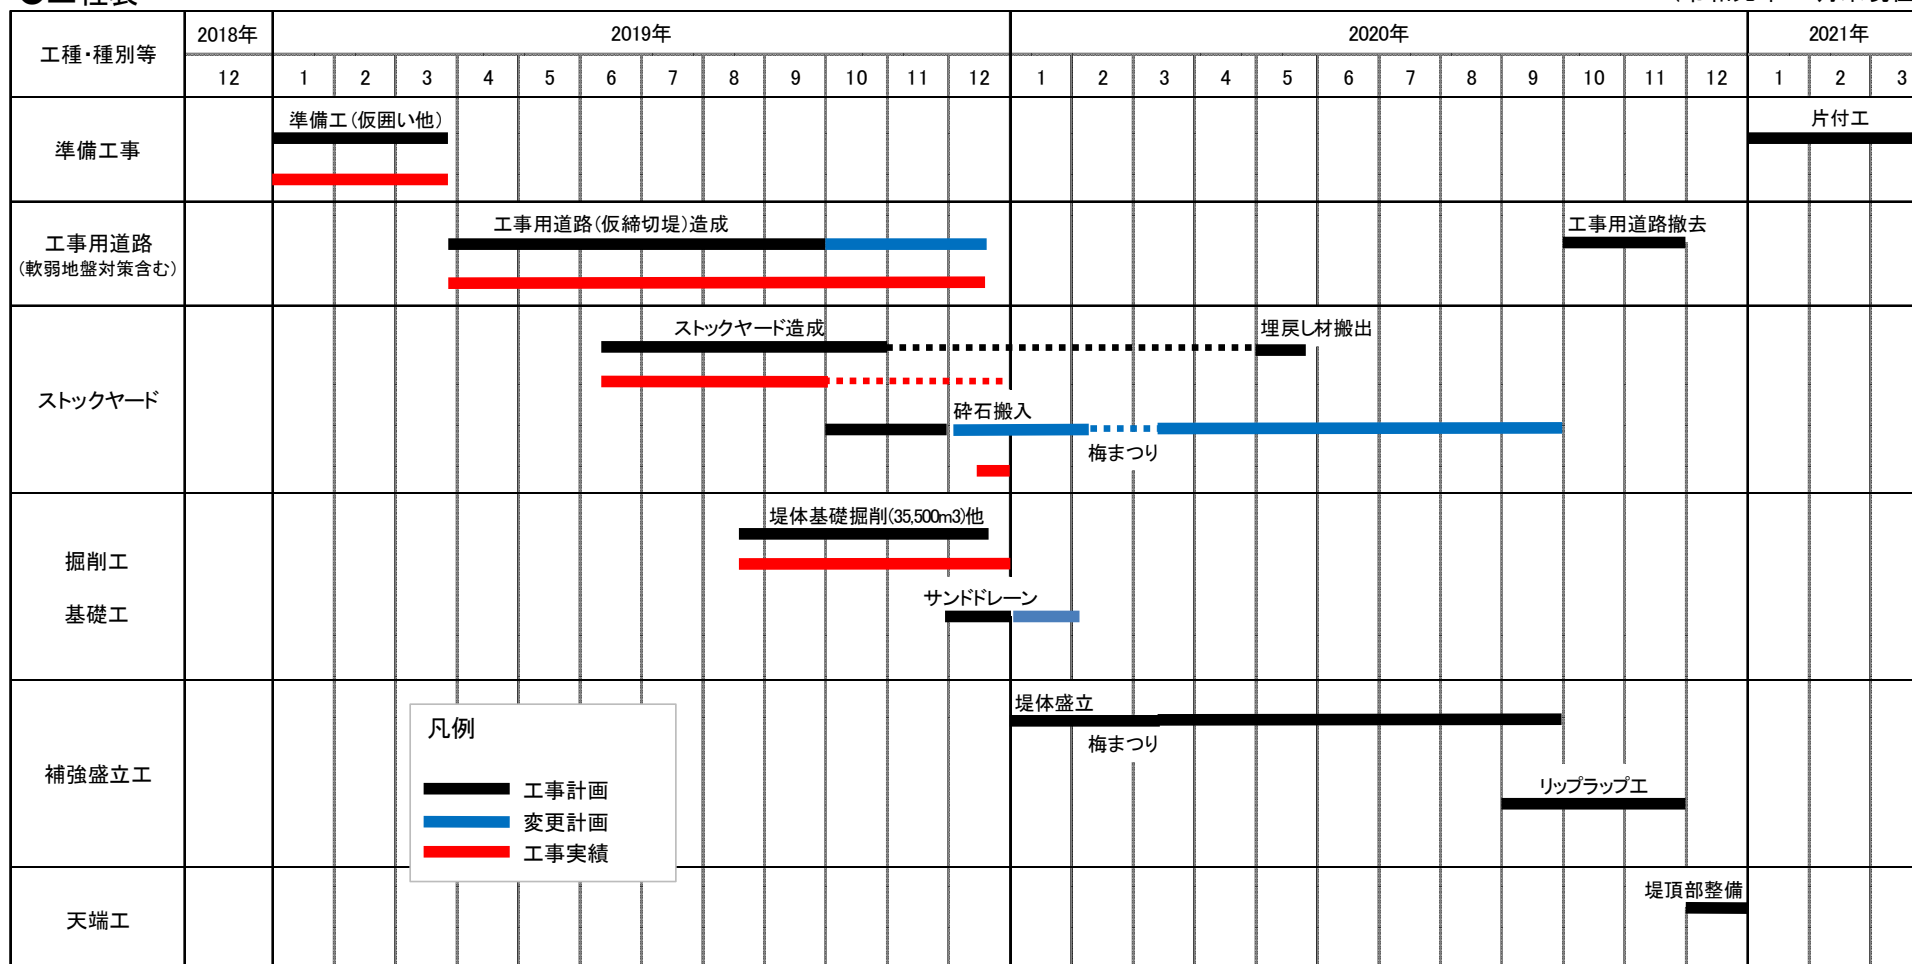 ●工程表
工種・種別等 2018年 2019年 2020年 2021年
12 1 2 3 4 5 6 7 8 9 10 11 12 1 2 3 4 5 6 7 8 9 10 11 12 1 2 3
準備工事 準備工(仮囲い他) 片付工
工事用道路 工事用道路(仮締切堤)造成 工事用道路撤去
(軟弱地盤対策含む)
ストックヤード ストックヤード造成 埋戻し材搬出
砕石搬入
梅まつり
掘削工 堤体基礎掘削(35,500m3)他
基礎工 サンドドレーン
補強盛立工 堤体盛立
梅まつり
リップラップ工
凡例
工事計画
変更計画
工事実績
天端工 堤頂部整備